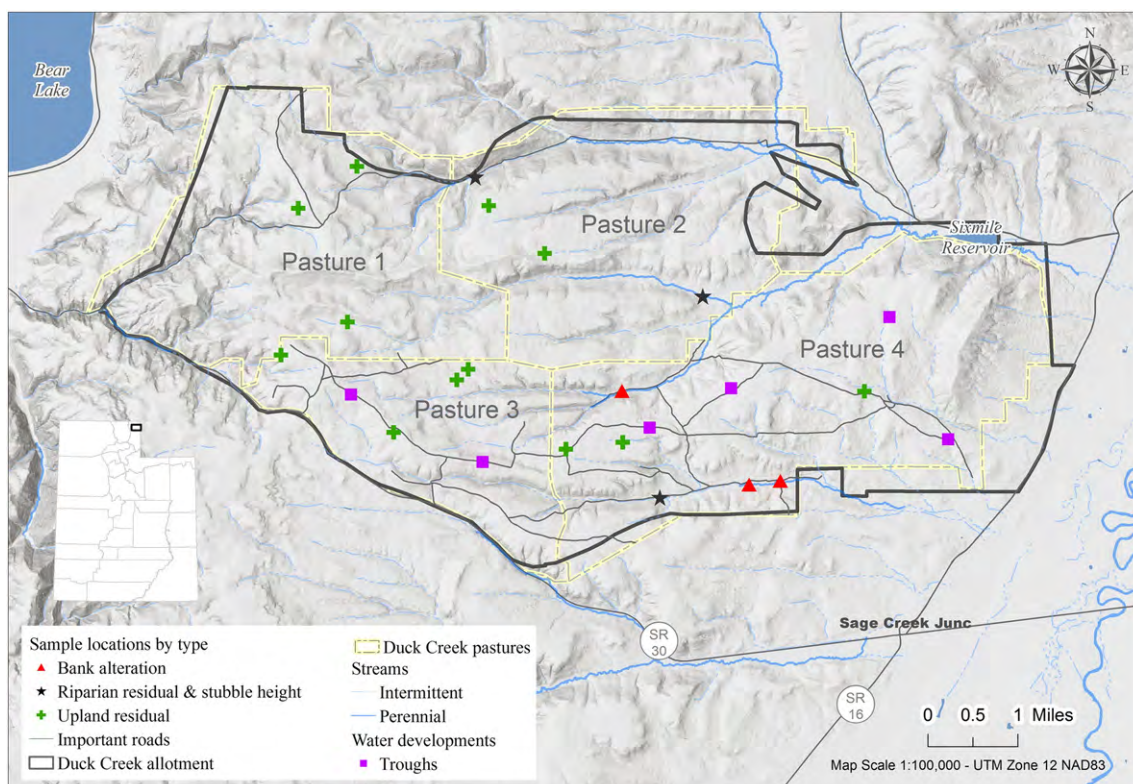 Bear
Lake
N
W E
S
Pasture 2
Pasture 1
Sixmile
Reservoir
Pasture 4
Pasture 3
Sage Creek Junc
SR
30
SR
16
Sample locations by type
Bank alteration
Riparian residual & stubble height
Upland residual
Important roads
Duck Creek allotment
Duck Creek pastures
Streams
Intermittent
Perennial
Water developments
Troughs
0 0.5 1 Miles
Map Scale 1:100,000 - UTM Zone 12 NAD83